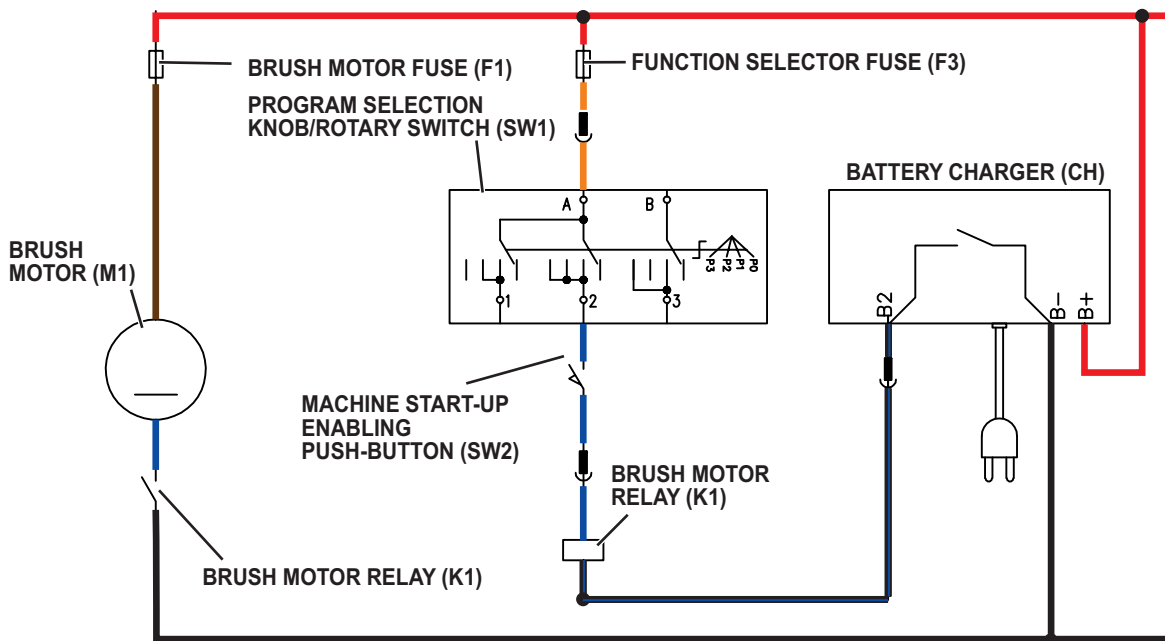 BRUSH MOTOR FUSE (F1)
FUNCTION SELECTOR FUSE (F3)
PROGRAM SELECTION
KNOB/ROTARY SWITCH (SW1)
BATTERY CHARGER (CH)
A
B
P3
P2
P1
P0
1
2
3
BRUSH
MOTOR (M1)
B2
B-
B+
MACHINE START-UP
ENABLING
PUSH-BUTTON (SW2)
BRUSH MOTOR
RELAY (K1)
BRUSH MOTOR RELAY (K1)